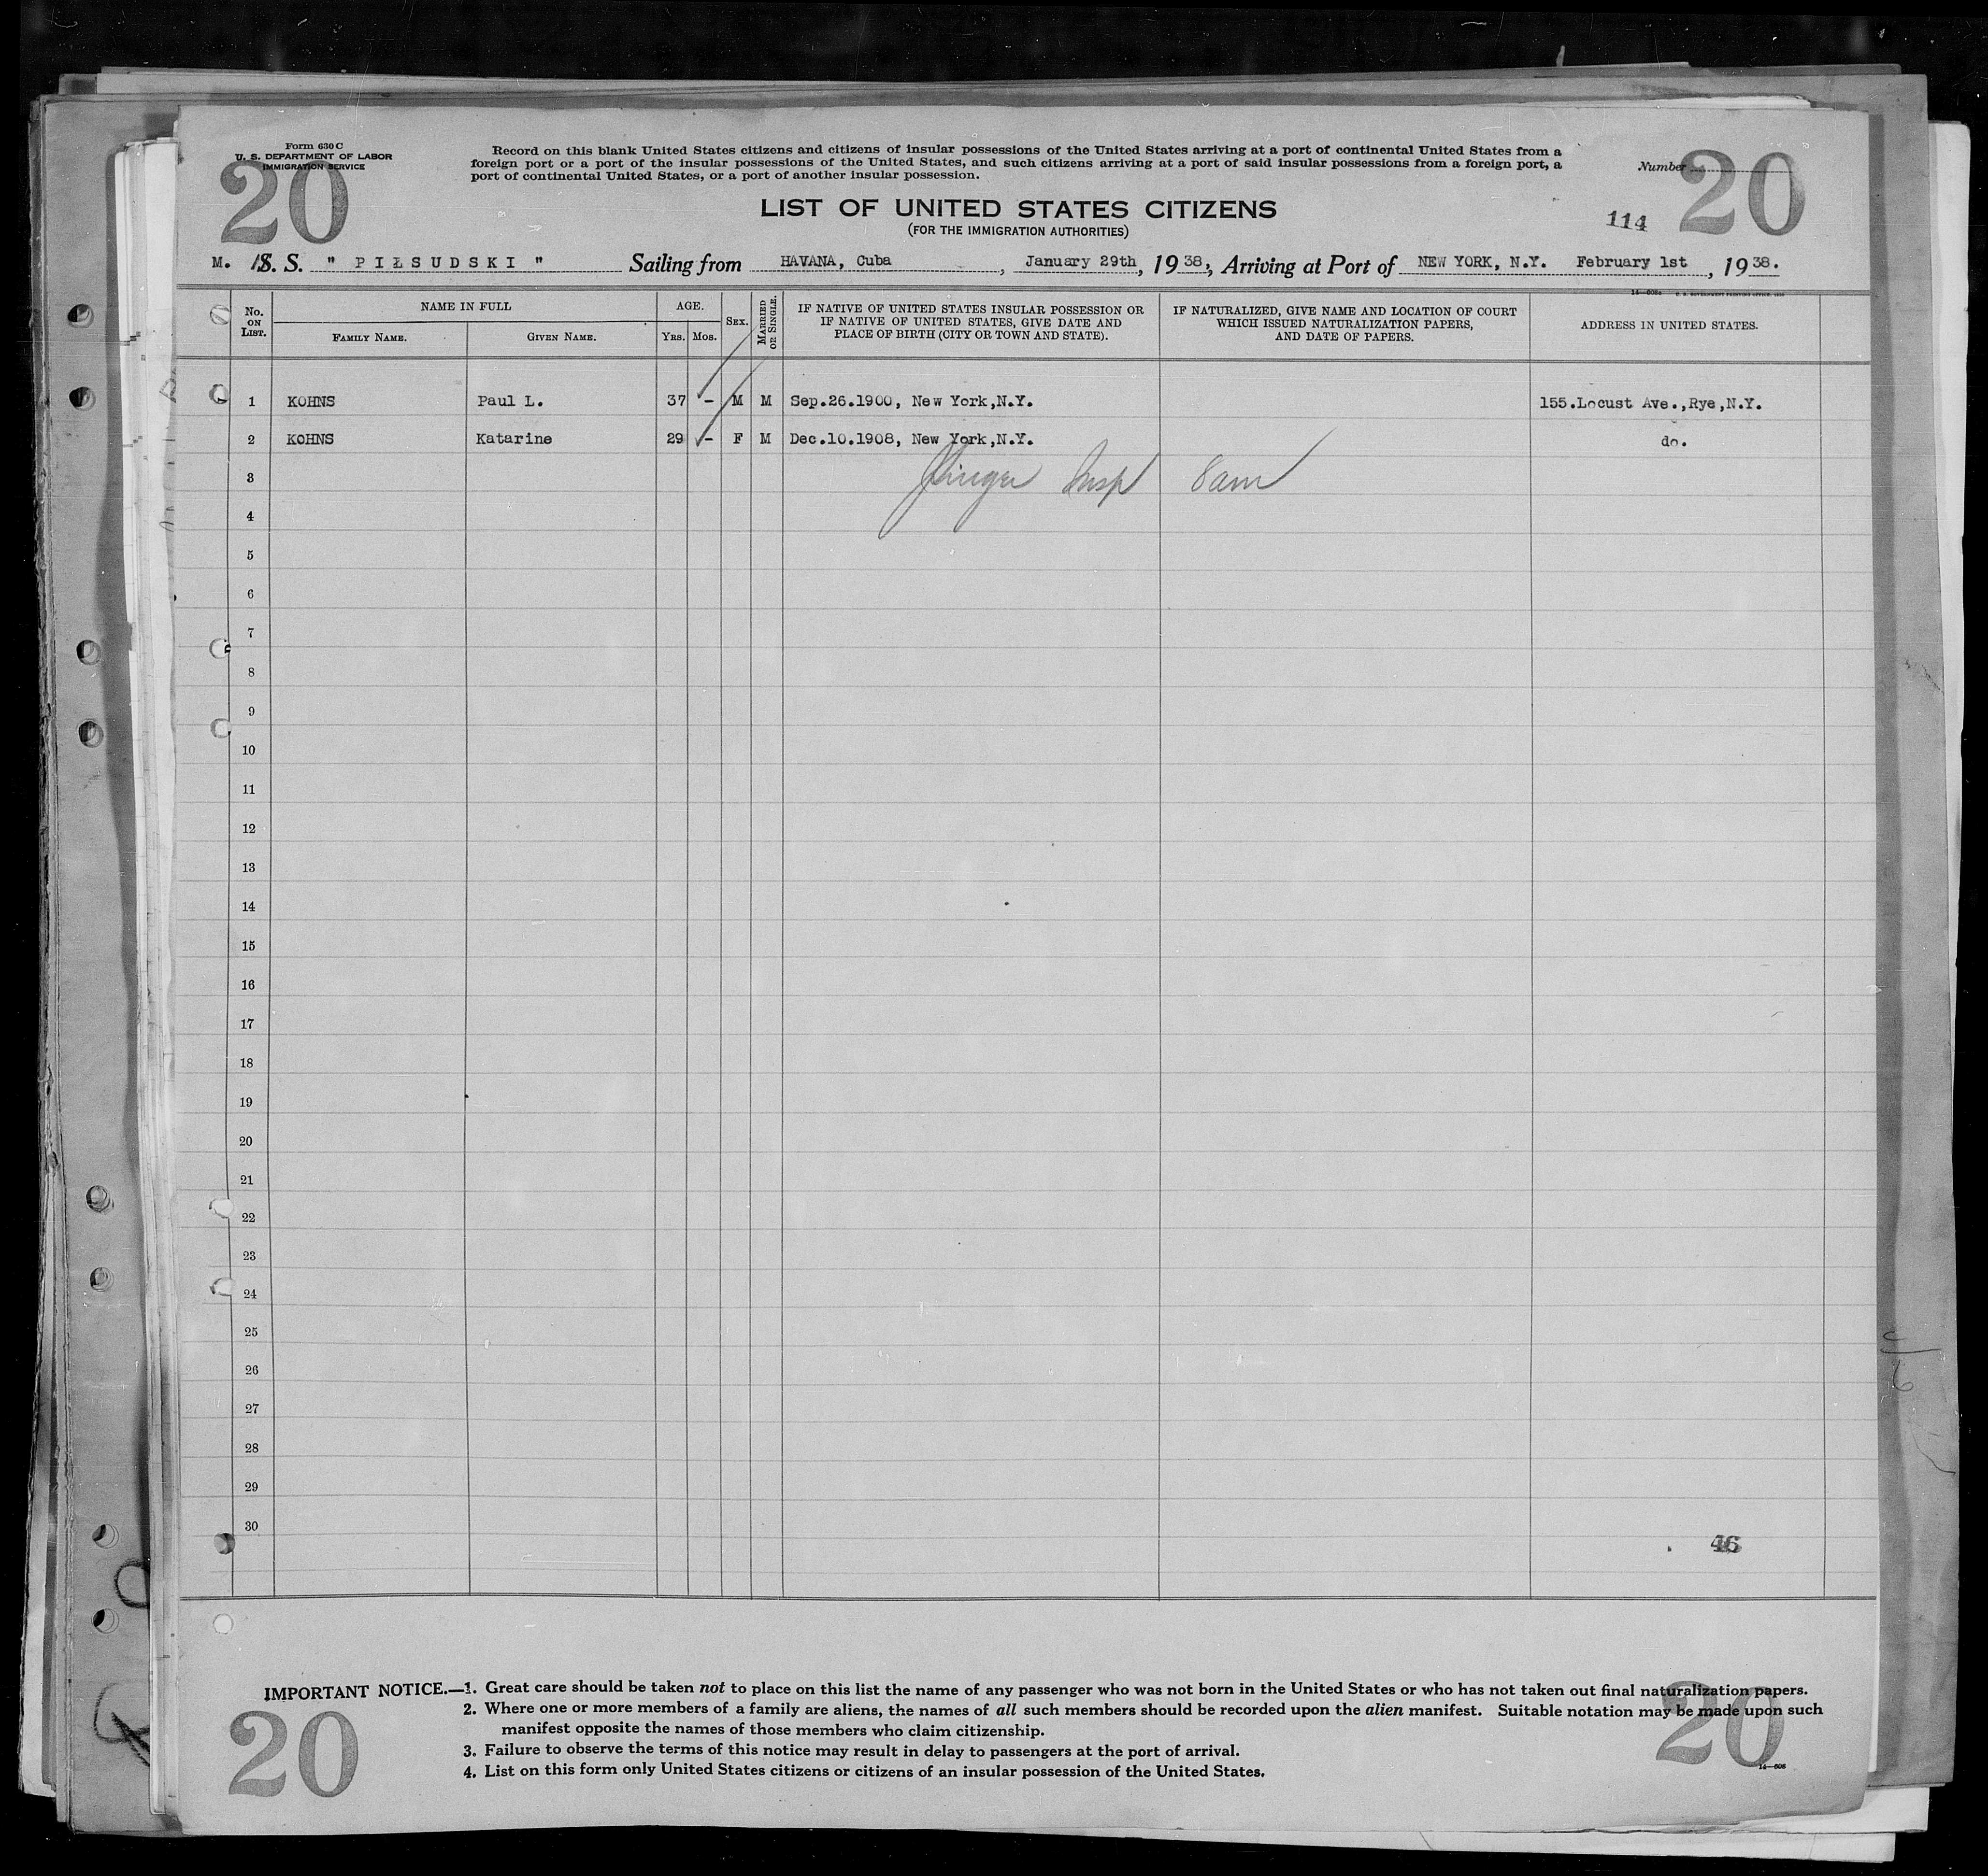 Form 630 C
U. S. DEPARTMENT OF LABOR
IMMIGRATION SERVICE
20
Record on this blank United States citizens and citizens of insular possessions of the United States arriving at a port of continental United States from a
foreign port or a port of the insular possessions of the United States, and such citizens arriving at a port of said insular possessions from a foreign port, a
port of continental United States, or a port of another insular possession.
Number
20
LIST OF UNITED STATES CITIZENS
(FOR THE IMMIGRATION AUTHORITIES)
114
M. S. S. " PIŁSUDSKI " Sailing from HAVANA, Cuba, January 29th, 1938, Arriving at Port of NEW YORK, N.Y. February 1st, 1938.
No. ON LIST. NAME IN FULL FAMILY NAME. GIVEN NAME. AGE. YRS. MOS. SEX. MARRIED OR SINGLE.
IF NATIVE OF UNITED STATES INSULAR POSSESSION OR
IF NATIVE OF UNITED STATES, GIVE DATE AND
PLACE OF BIRTH (CITY OR TOWN AND STATE).
IF NATURALIZED, GIVE NAME AND LOCATION OF COURT
WHICH ISSUED NATURALIZATION PAPERS,
AND DATE OF PAPERS.
ADDRESS IN UNITED STATES.
1 KOHNS Paul L. 37 - M M Sep.26.1900, New York,N.Y. 155.Locust Ave.,Rye,N.Y.
2 KOHNS Katarine 29 - F M Dec.10.1908, New York,N.Y. do.
3 Insp 8am
4
5
6
7
8
9
10
11
12
13
14
15
16
17
18
19
20
21
22
23
24
25
26
27
28
29
30
46
IMPORTANT NOTICE.—1. Great care should be taken not to place on this list the name of any passenger who was not born in the United States or who has not taken out final naturalization papers.
2. Where one or more members of a family are aliens, the names of all such members should be recorded upon the alien manifest. Suitable notation may be made upon such
manifest opposite the names of those members who claim citizenship.
3. Failure to observe the terms of this notice may result in delay to passengers at the port of arrival.
4. List on this form only United States citizens or citizens of an insular possession of the United States.
20
20